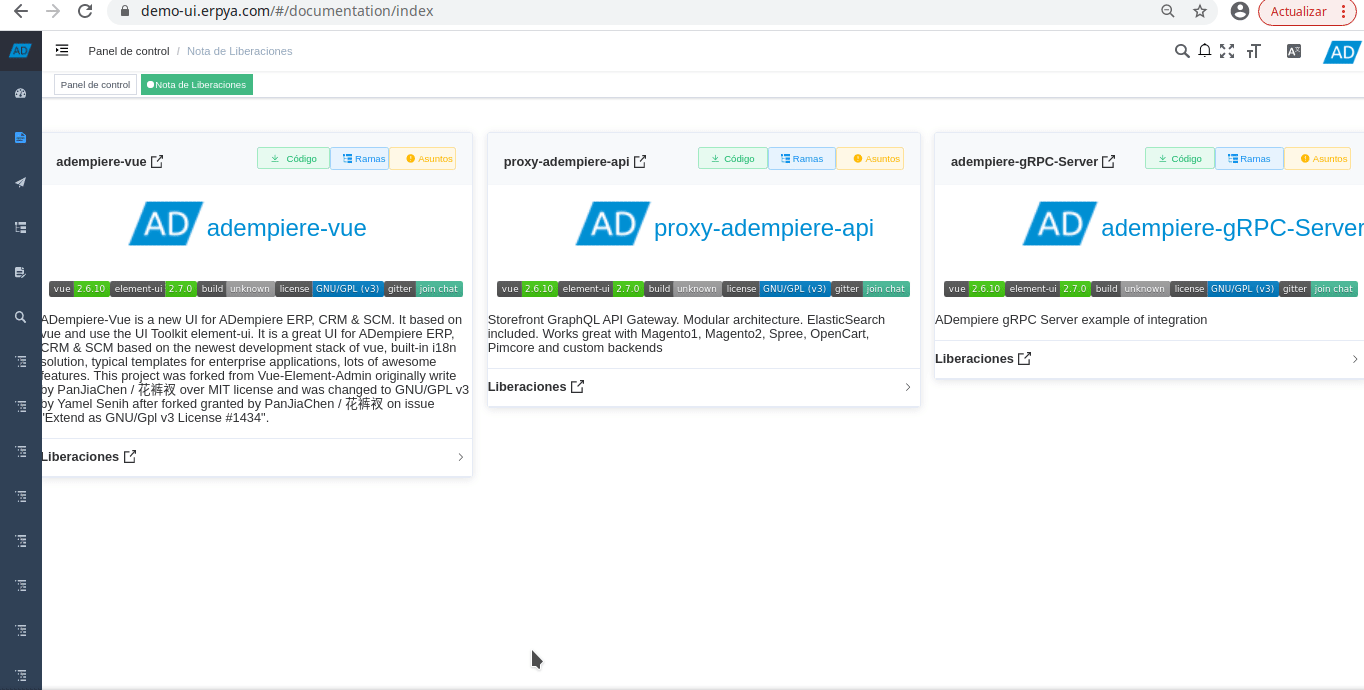 demo-ui.erpya.com/#/documentation/index
Actualizar
AD
Panel de control / Nota de Liberaciones
AD
Panel de control
Nota de Liberaciones
adempiere-vue
Código
Ramas
Asuntos
AD adempiere-vue
vue 2.6.10 element-ui 2.7.0 build unknown license GNU/GPL (v3) gitter join chat
ADempiere-Vue is a new UI for ADempiere ERP, CRM & SCM. It based on
vue and use the UI Toolkit element-ui. It is a great UI for ADempiere ERP,
CRM & SCM based on the newest development stack of vue, built-in i18n
solution, typical templates for enterprise applications, lots of awesome
features. This project was forked from Vue-Element-Admin originally write
by PanJiaChen / 花裤衩 over MIT license and was changed to GNU/GPL v3
by Yamel Senih after forked granted by PanJiaChen / 花裤衩 on issue
"Extend as GNU/Gpl v3 License #1434".
Liberaciones
proxy-adempiere-api
Código
Ramas
Asuntos
AD proxy-adempiere-api
vue 2.6.10 element-ui 2.7.0 build unknown license GNU/GPL (v3) gitter join chat
Storefront GraphQL API Gateway. Modular architecture. ElasticSearch
included. Works great with Magento1, Magento2, Spree, OpenCart,
Pimcore and custom backends
Liberaciones
adempiere-gRPC-Server
Código
Ramas
Asuntos
AD adempiere-gRPC-Server
vue 2.6.10 element-ui 2.7.0 build unknown license GNU/GPL (v3) gitter join chat
ADempiere gRPC Server example of integration
Liberaciones